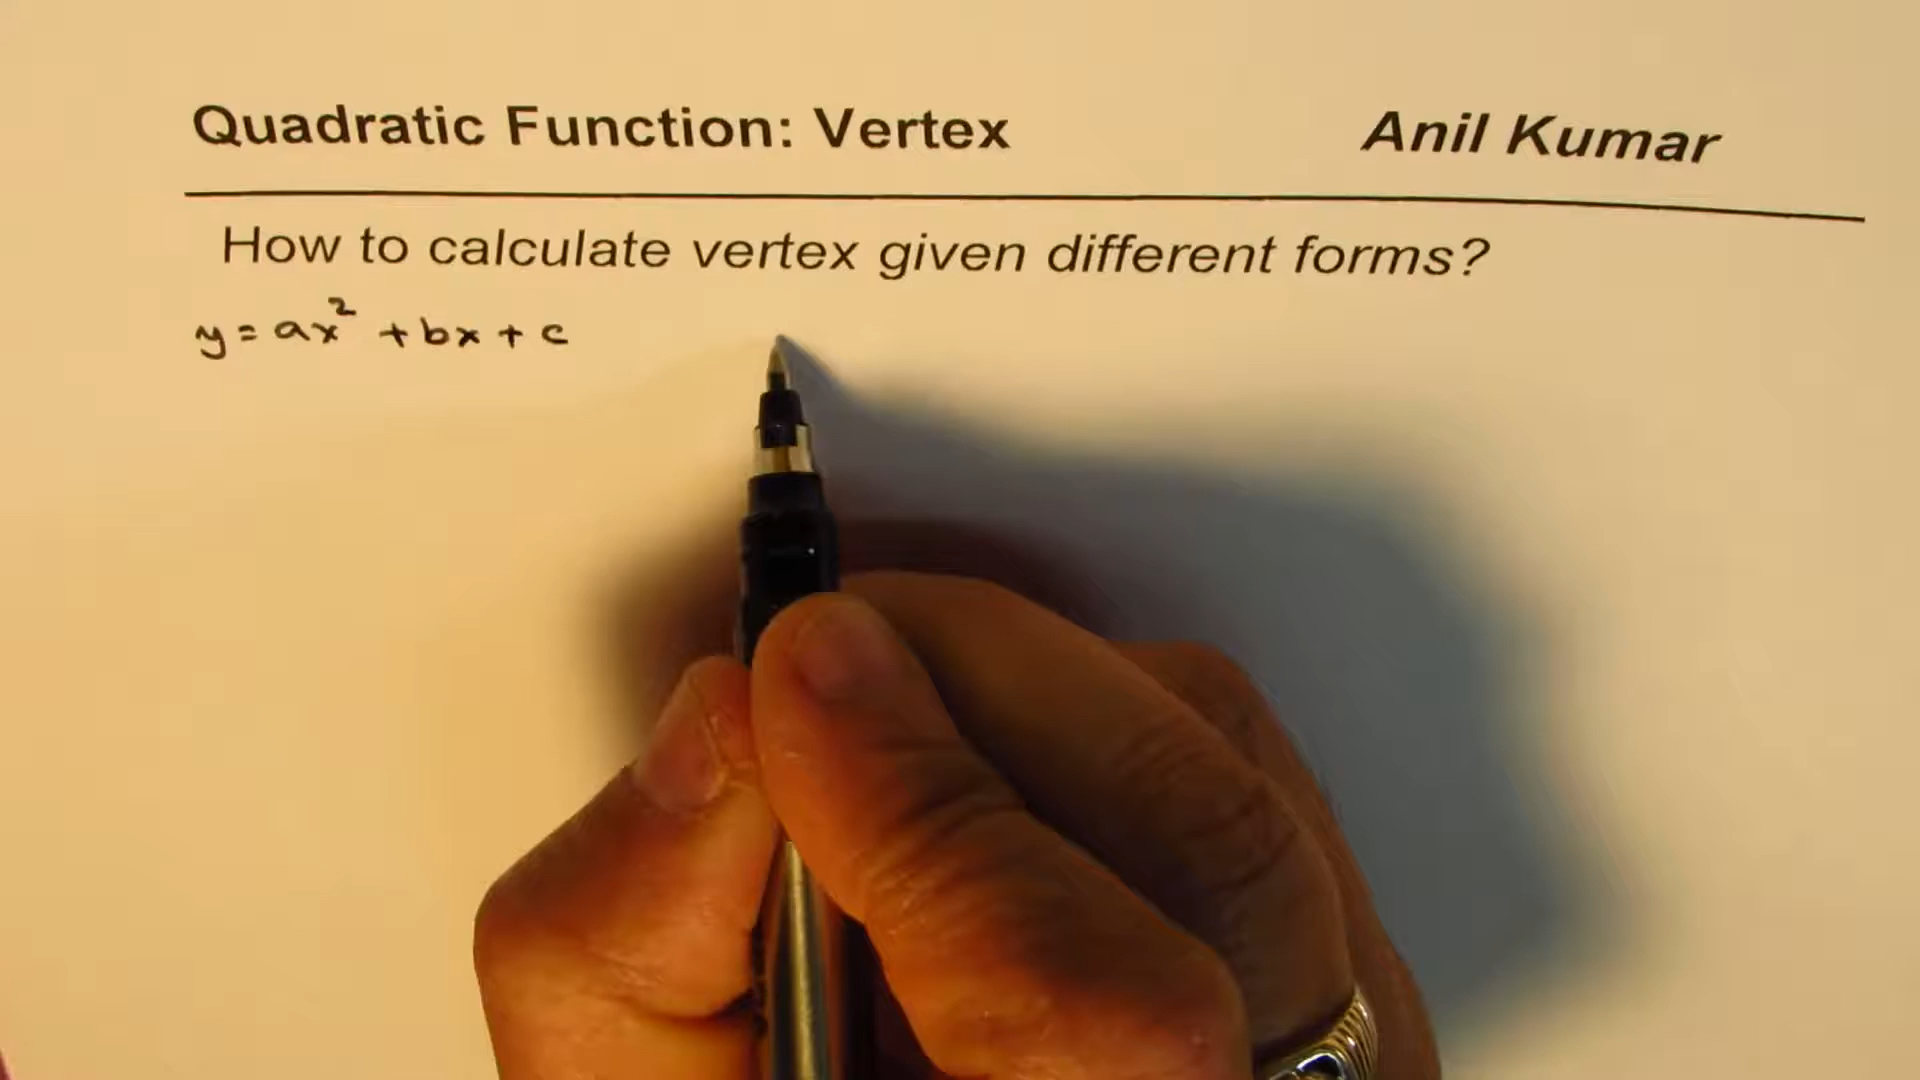 Quadratic Function: Vertex Anil Kumar
How to calculate vertex given different forms?
y = ax² + bx + c